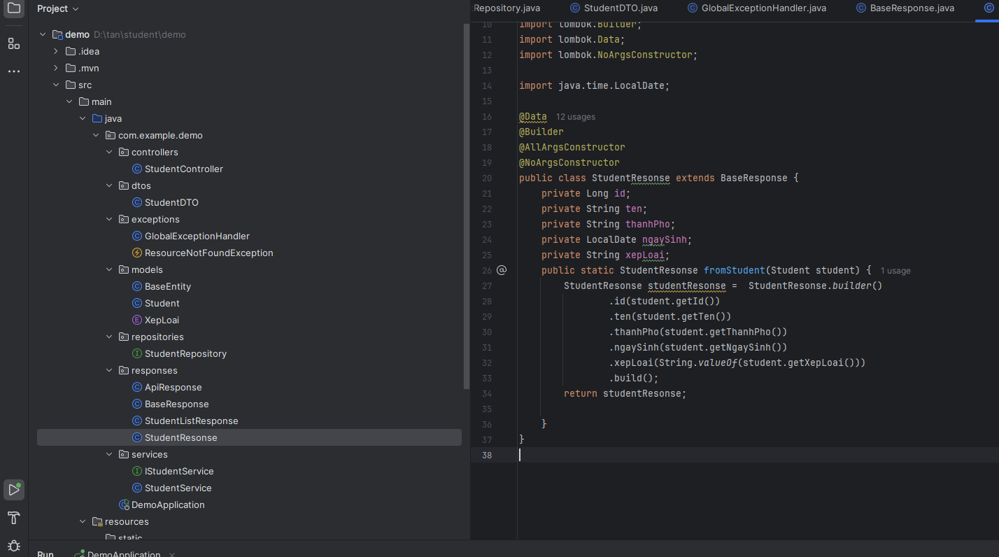 Project
demo D:\tan\student\demo
.idea
.mvn
src
main
java
com.example.demo
controllers
StudentController
dtos
StudentDTO
exceptions
GlobalExceptionHandler
ResourceNotFoundException
models
BaseEntity
Student
XepLoai
repositories
StudentRepository
responses
ApiResponse
BaseResponse
StudentListResponse
StudentResonse
services
IStudentService
StudentService
DemoApplication
resources
static
Run DemoApplication ×
Repository.java StudentDTO.java GlobalExceptionHandler.java BaseResponse.java
10 import lombok.Builder;
11 import lombok.Data;
12 import lombok.NoArgsConstructor;
13
14 import java.time.LocalDate;
15
16 @Data 12 usages
17 @Builder
18 @AllArgsConstructor
19 @NoArgsConstructor
20 public class StudentResonse extends BaseResponse {
21 private Long id;
22 private String ten;
23 private String thanhPho;
24 private LocalDate ngaySinh;
25 private String xepLoai;
26 @ public static StudentResonse fromStudent(Student student) { 1 usage
27 StudentResonse studentResonse = StudentResonse.builder()
28 .id(student.getId())
29 .ten(student.getTen())
30 .thanhPho(student.getThanhPho())
31 .ngaySinh(student.getNgaySinh())
32 .xepLoai(String.valueOf(student.getXepLoai()))
33 .build();
34 return studentResonse;
35
36 }
37 }
38